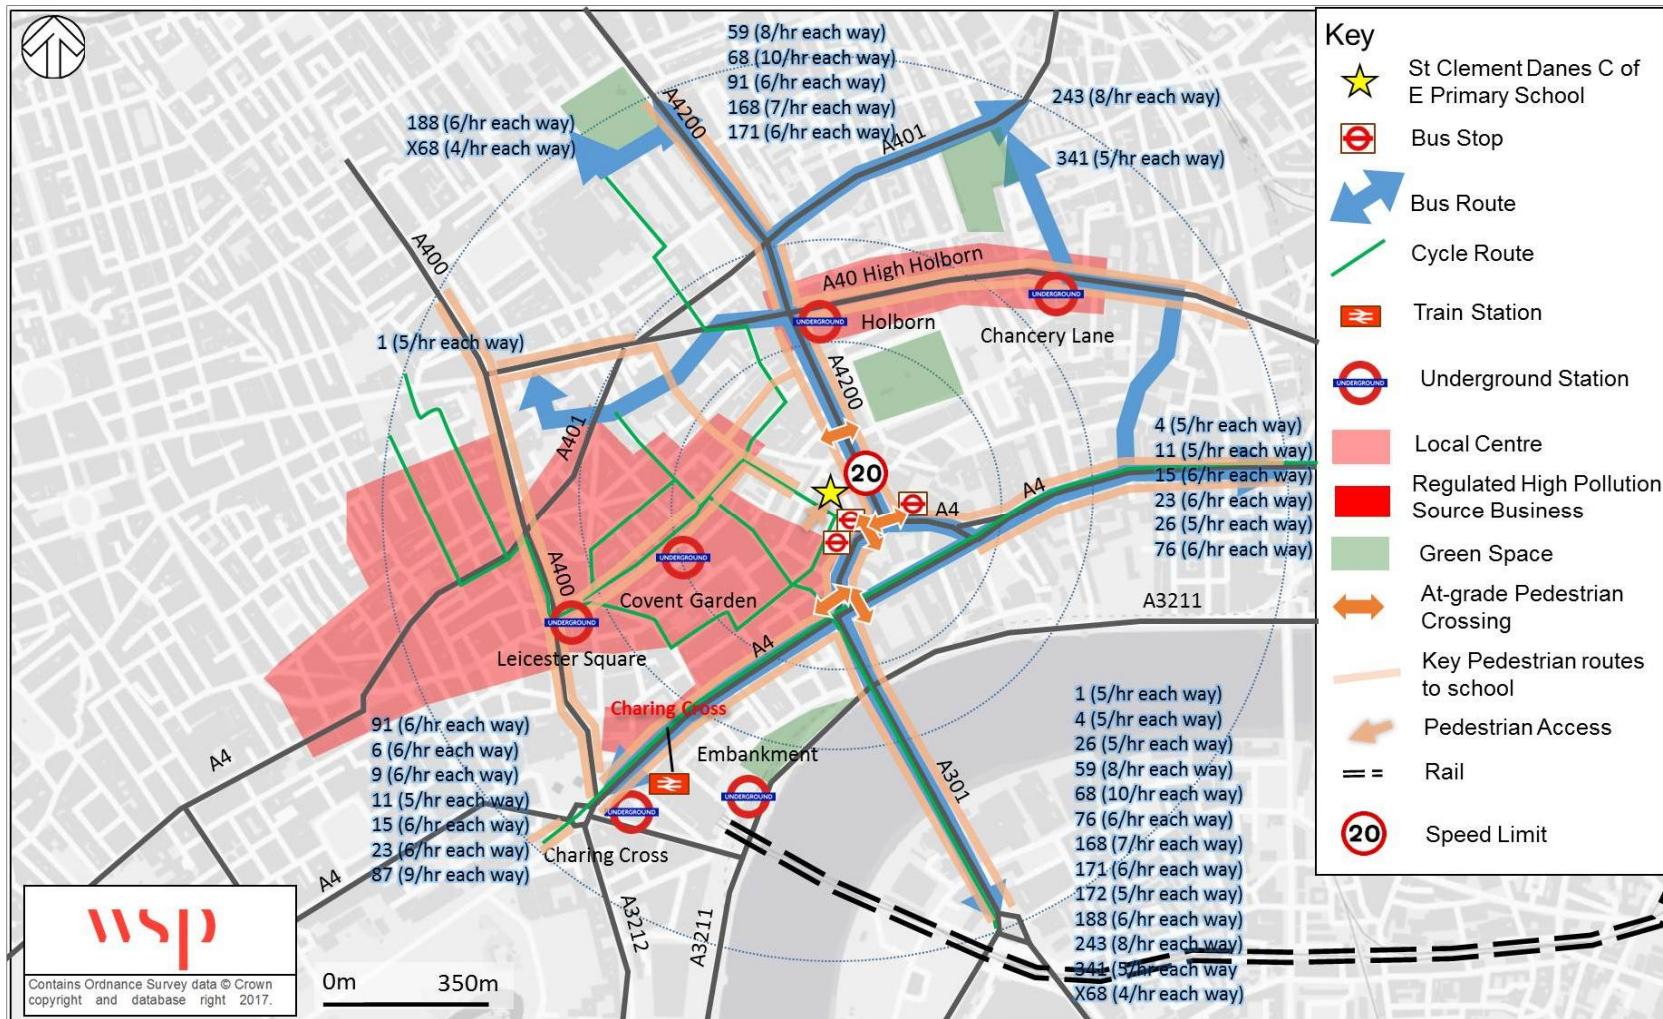 59 (8/hr each way)
68 (10/hr each way)
91 (6/hr each way)
168 (7/hr each way)
171 (6/hr each way)
188 (6/hr each way)
X68 (4/hr each way)
A4200
A401
243 (8/hr each way)
341 (5/hr each way)
A400
A40 High Holborn
UNDERGROUND
Holborn
UNDERGROUND
Chancery Lane
1 (5/hr each way)
A4200
A401
20
4 (5/hr each way)
11 (5/hr each way)
15 (6/hr each way)
23 (6/hr each way)
26 (5/hr each way)
76 (6/hr each way)
A4
A4
A400
UNDERGROUND
Covent Garden
UNDERGROUND
Leicester Square
A4
A3211
Charing Cross
Embankment
UNDERGROUND
UNDERGROUND
Charing Cross
A301
A4
A4
91 (6/hr each way)
6 (6/hr each way)
9 (6/hr each way)
11 (5/hr each way)
15 (6/hr each way)
23 (6/hr each way)
87 (9/hr each way)
1 (5/hr each way)
4 (5/hr each way)
26 (5/hr each way)
59 (8/hr each way)
68 (10/hr each way)
76 (6/hr each way)
168 (7/hr each way)
171 (6/hr each way)
172 (5/hr each way)
188 (6/hr each way)
243 (8/hr each way)
341 (5/hr each way
X68 (4/hr each way)
A3212
A3211
wsp
Contains Ordnance Survey data © Crown
copyright and database right 2017.
0m 350m
Key
St Clement Danes C of
E Primary School
Bus Stop
Bus Route
Cycle Route
Train Station
UNDERGROUND
Underground Station
Local Centre
Regulated High Pollution
Source Business
Green Space
At-grade Pedestrian
Crossing
Key Pedestrian routes
to school
Pedestrian Access
Rail
20
Speed Limit